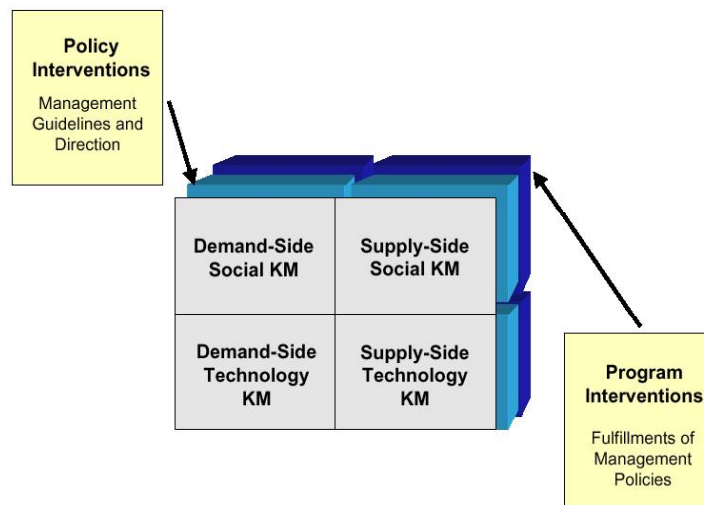 Policy
Interventions
Management
Guidelines and
Direction
Demand-Side
Social KM
Supply-Side
Social KM
Demand-Side
Technology
KM
Supply-Side
Technology
KM
Program
Interventions
Fulfillments of
Management
Policies